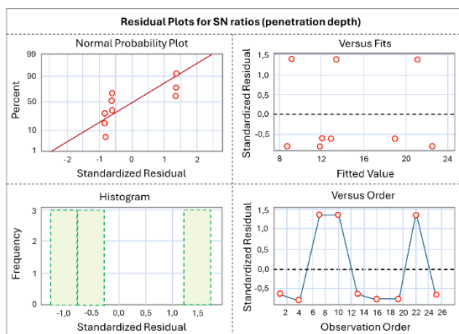 Residual Plots for SN ratios (penetration depth)
Normal Probability Plot
Percent
99
90
50
10
1
-2 -1 0 1 2
Standardized Residual
Versus Fits
Standardized Residual
1,5
1,0
0,5
0,0
-0,5
8 10 12 14 16 18 20 22 24
Fitted Value
Histogram
Frequency
3
2
1
0
-1,0 -0,5 0,0 0,5 1,0 1,5
Standardized Residual
Versus Order
Standardized Residual
1,5
1,0
0,5
0,0
-0,5
2 4 6 8 10 12 14 16 18 20 22 24 26
Observation Order